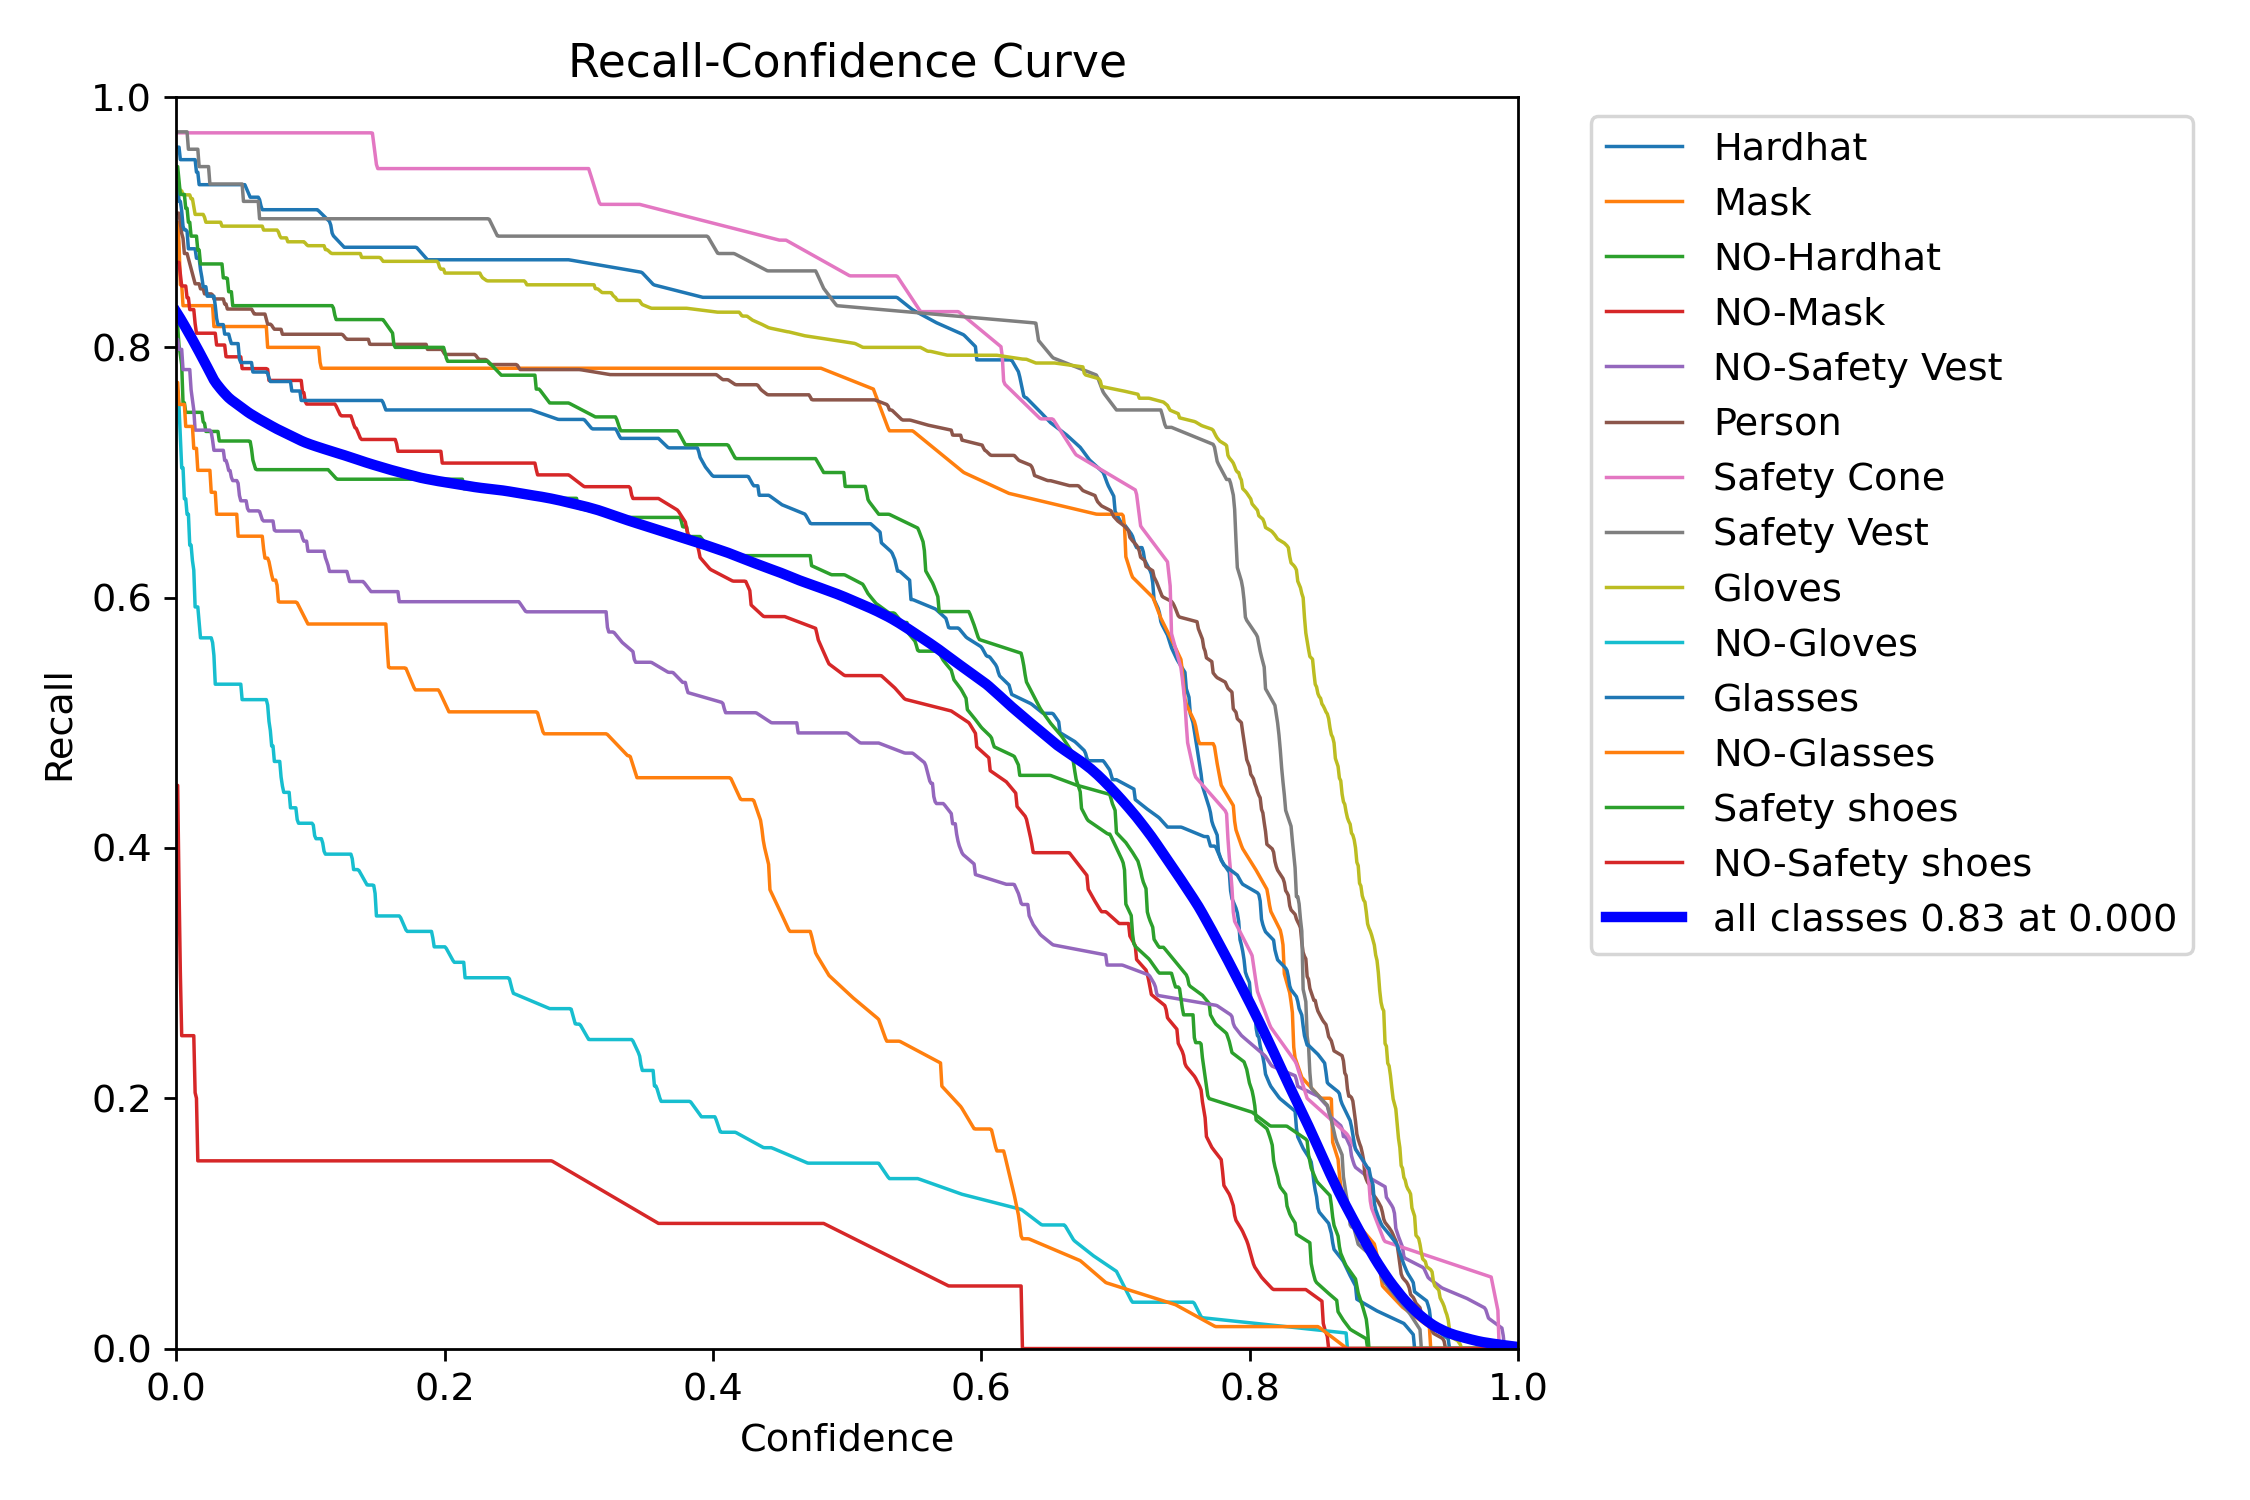 Recall-Confidence Curve
1.0
0.8
0.6
0.4
0.2
0.0
Recall
0.0 0.2 0.4 0.6 0.8 1.0
Confidence
Hardhat
Mask
NO-Hardhat
NO-Mask
NO-Safety Vest
Person
Safety Cone
Safety Vest
Gloves
NO-Gloves
Glasses
NO-Glasses
Safety shoes
NO-Safety shoes
all classes 0.83 at 0.000